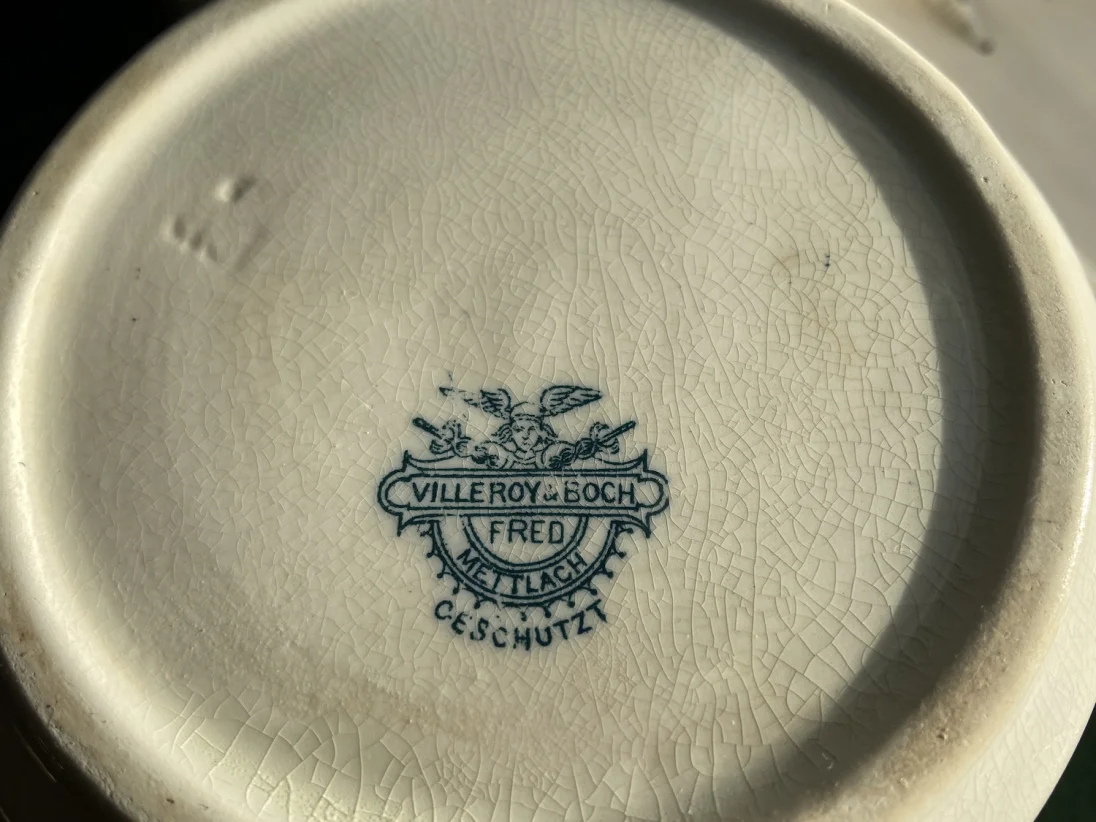 VILLEROY & BOCH
FRED
METTLACH
GESCHUTZT